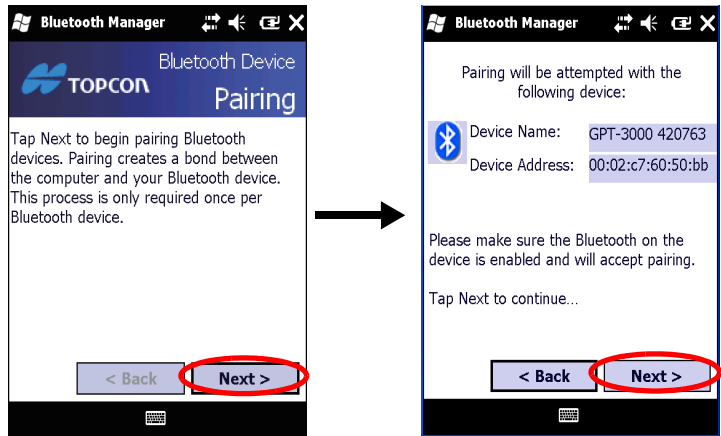 Bluetooth Manager
TOPCON
Bluetooth Device
Pairing
Tap Next to begin pairing Bluetooth
devices. Pairing creates a bond between
the computer and your Bluetooth device.
This process is only required once per
Bluetooth device.
< Back
Next >
Bluetooth Manager
Pairing will be attempted with the
following device:
Device Name: GPT-3000 420763
Device Address: 00:02:c7:60:50:bb
Please make sure the Bluetooth on the
device is enabled and will accept pairing.
Tap Next to continue...
< Back
Next >